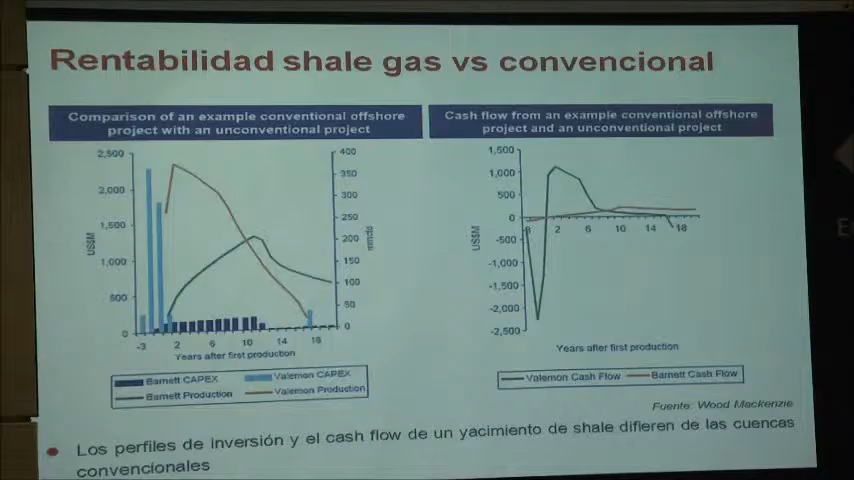 Rentabilidad shale gas vs convencional
Comparison of an example conventional offshore
project with an unconventional project
2,500
2,000
1,500
1,000
500
0
US$M
400
350
300
250
200
150
100
50
0
mmcfd
-3 2 6 10 14 18
Years after first production
Barnett CAPEX Valemon CAPEX
Barnett Production Valemon Production
Cash flow from an example conventional offshore
project and an unconventional project
1,500
1,000
500
0
-500
-1,000
-1,500
-2,000
-2,500
US$M
2 6 10 14 18
Years after first production
Valemon Cash Flow Barnett Cash Flow
Fuente: Wood Mackenzie
Los perfiles de inversión y el cash flow de un yacimiento de shale difieren de las cuencas
convencionales